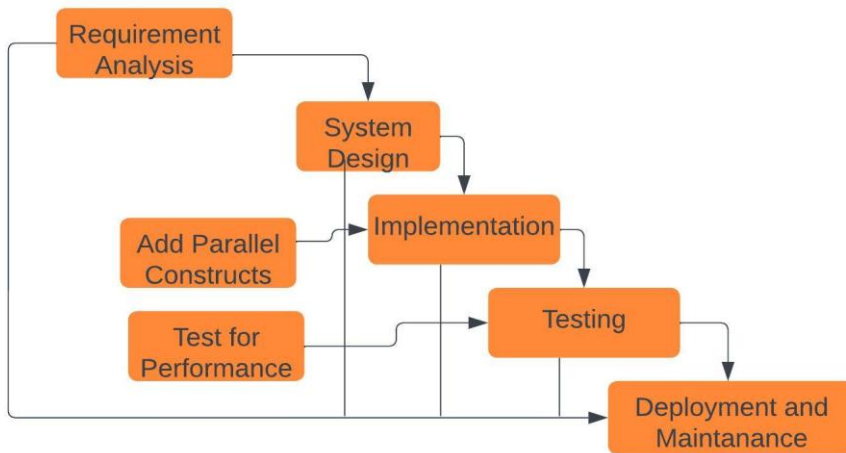 Requirement
Analysis
System
Design
Implementation
Add Parallel
Constructs
Testing
Test for
Performance
Deployment and
Maintanance